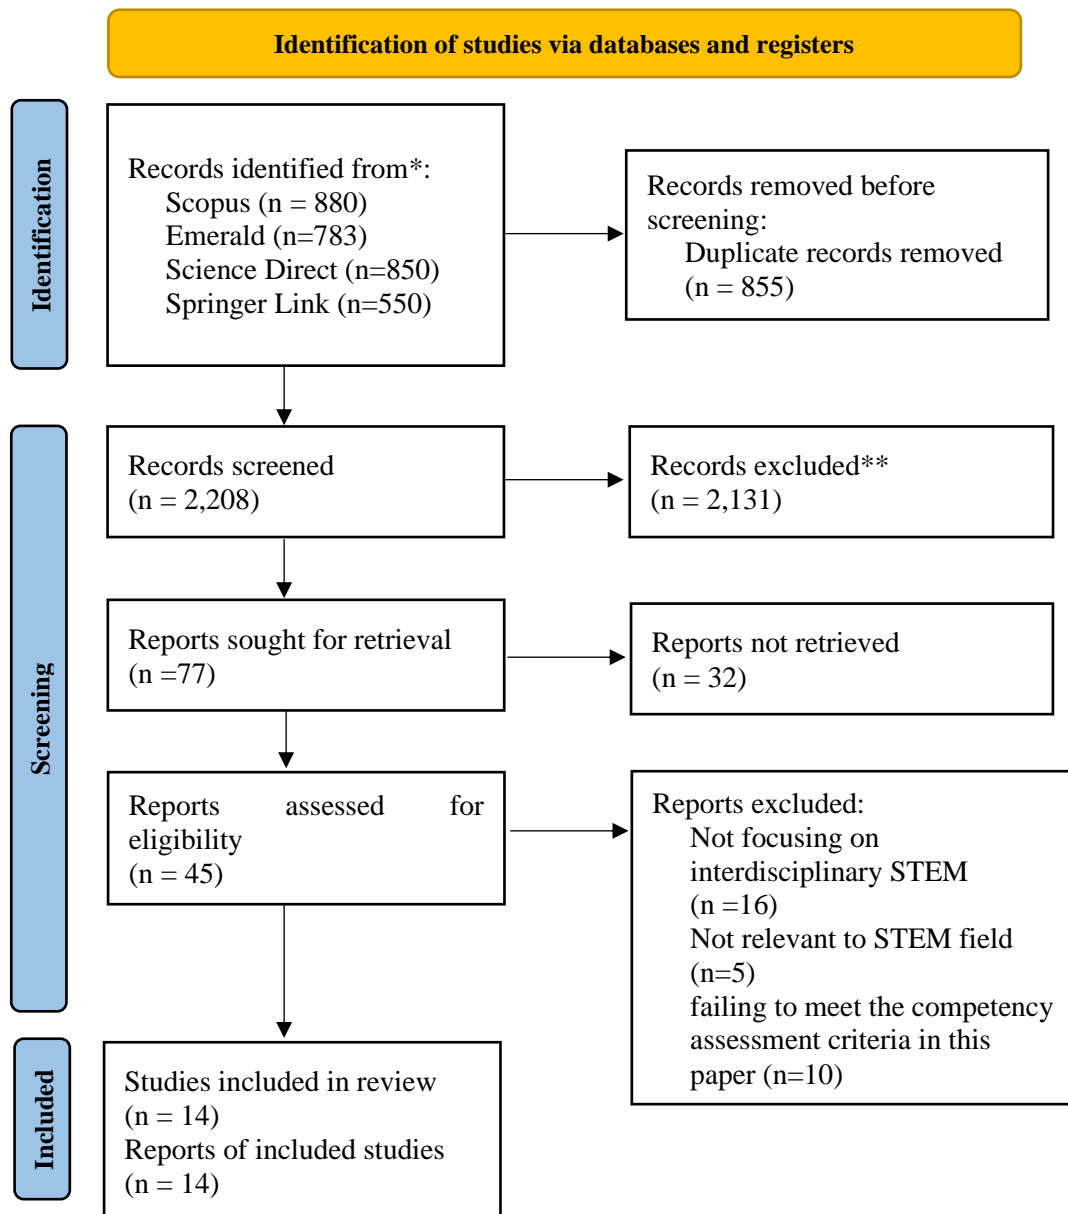 Identification of studies via databases and registers
Identification
Records identified from*:
Scopus (n = 880)
Emerald (n=783)
Science Direct (n=850)
Springer Link (n=550)
Records removed before
screening:
Duplicate records removed
(n = 855)
Screening
Records screened
(n = 2,208)
Records excluded**
(n = 2,131)
Reports sought for retrieval
(n =77)
Reports not retrieved
(n = 32)
Reports assessed for
eligibility
(n = 45)
Reports excluded:
Not focusing on
interdisciplinary STEM
(n =16)
Not relevant to STEM field
(n=5)
failing to meet the competency
assessment criteria in this
paper (n=10)
Included
Studies included in review
(n = 14)
Reports of included studies
(n = 14)